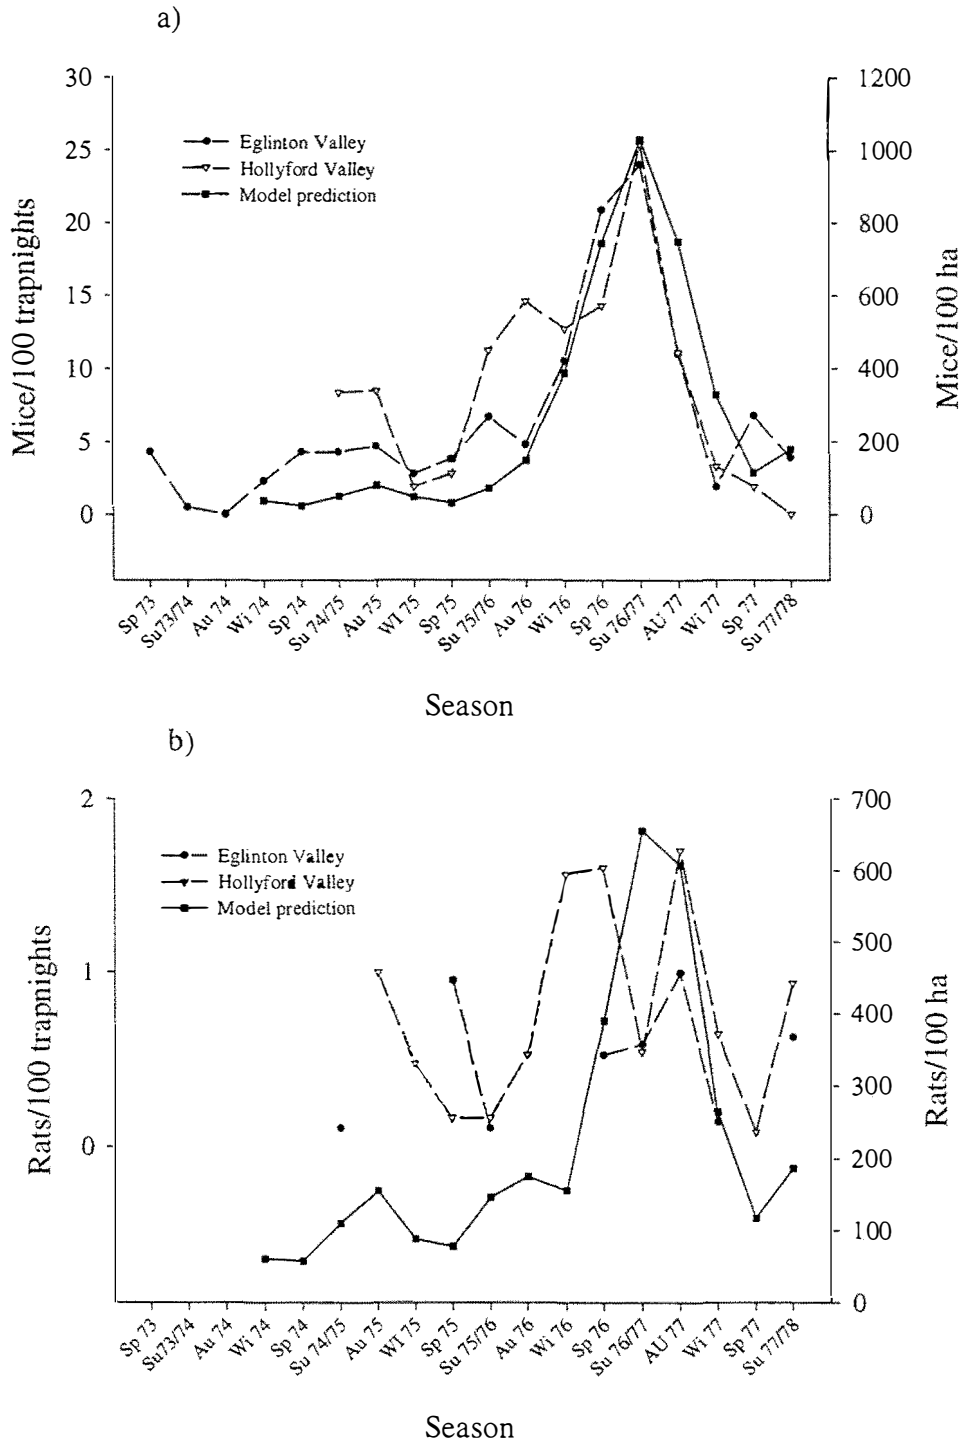 a)
30
25
20
15
10
5
0
Mice/100 trapnights
Eglinton Valley
Hollyford Valley
Model prediction
1200
1000
800
600
400
200
0
Mice/100 ha
Sp 73
Su73/74
Au 74
Wi 74
Sp 74
Su 74/75
Au 75
WI 75
Sp 75
Su 75/76
Au 76
Wi 76
Sp 76
Su 76/77
AU 77
Wi 77
Sp 77
Su 77/78
Season
b)
2
1
0
Rats/100 trapnights
Eglinton Valley
Hollyford Valley
Model prediction
700
600
500
400
300
200
100
0
Rats/100 ha
Sp 73
Su73/74
Au 74
Wi 74
Sp 74
Su 74/75
Au 75
WI 75
Sp 75
Su 75/76
Au 76
Wi 76
Sp 76
Su 76/77
AU 77
Wi 77
Sp 77
Su 77/78
Season